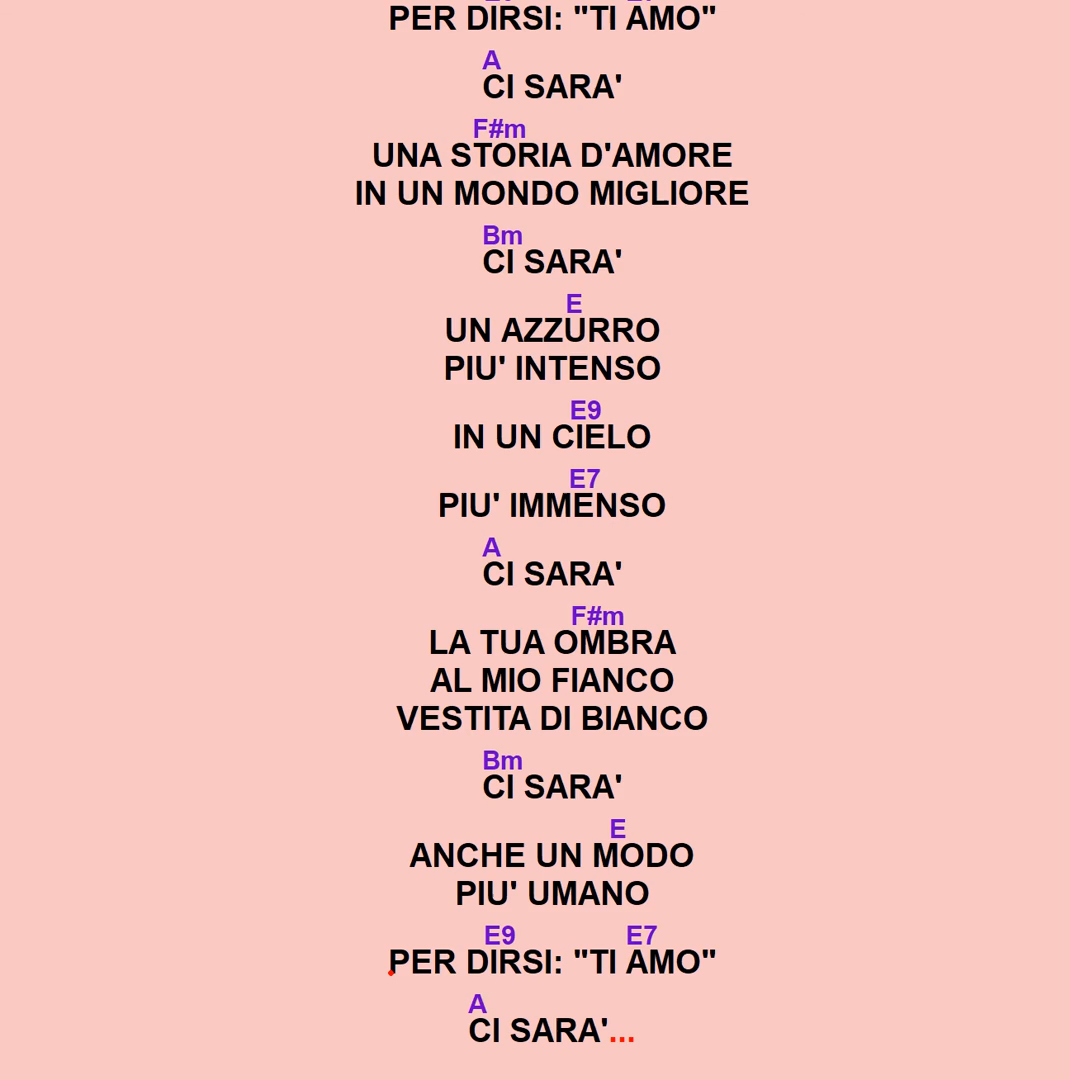 PER DIRSI: "TI AMO"
A
CI SARA'
F#m
UNA STORIA D'AMORE
IN UN MONDO MIGLIORE
Bm
CI SARA'
E
UN AZZURRO
PIU' INTENSO
E9
IN UN CIELO
E7
PIU' IMMENSO
A
CI SARA'
F#m
LA TUA OMBRA
AL MIO FIANCO
VESTITA DI BIANCO
Bm
CI SARA'
E
ANCHE UN MODO
PIU' UMANO
E9 E7
PER DIRSI: "TI AMO"
A
CI SARA'...